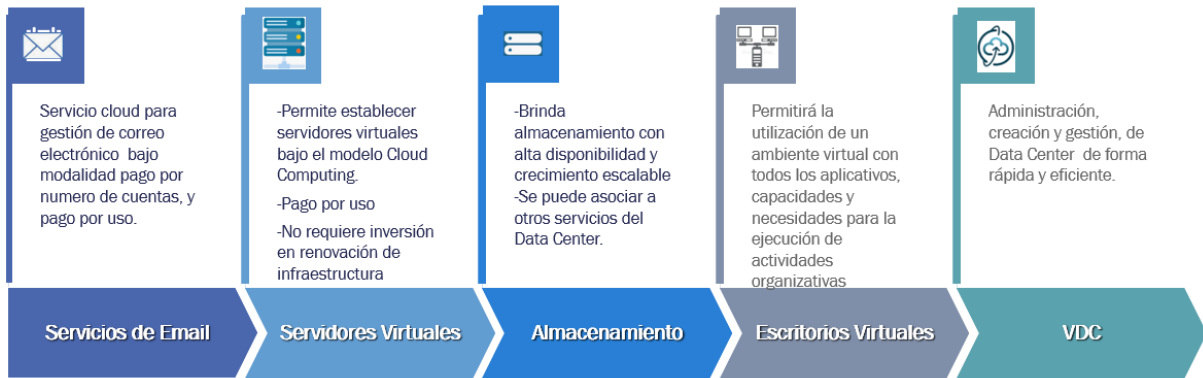 Servicio cloud para
gestión de correo
electrónico bajo
modalidad pago por
numero de cuentas, y
pago por uso.
Servicios de Email
-Permite establecer
servidores virtuales
bajo el modelo Cloud
Computing.
-Pago por uso
-No requiere inversión
en renovación de
infraestructura
Servidores Virtuales
-Brinda
almacenamiento con
alta disponibilidad y
crecimiento escalable
-Se puede asociar a
otros servicios del
Data Center.
Almacenamiento
Permitirá la
utilización de un
ambiente virtual con
todos los aplicativos,
capacidades y
necesidades para la
ejecución de
actividades
organizativas
Escritorios Virtuales
Administración,
creación y gestión, de
Data Center de forma
rápida y eficiente.
VDC